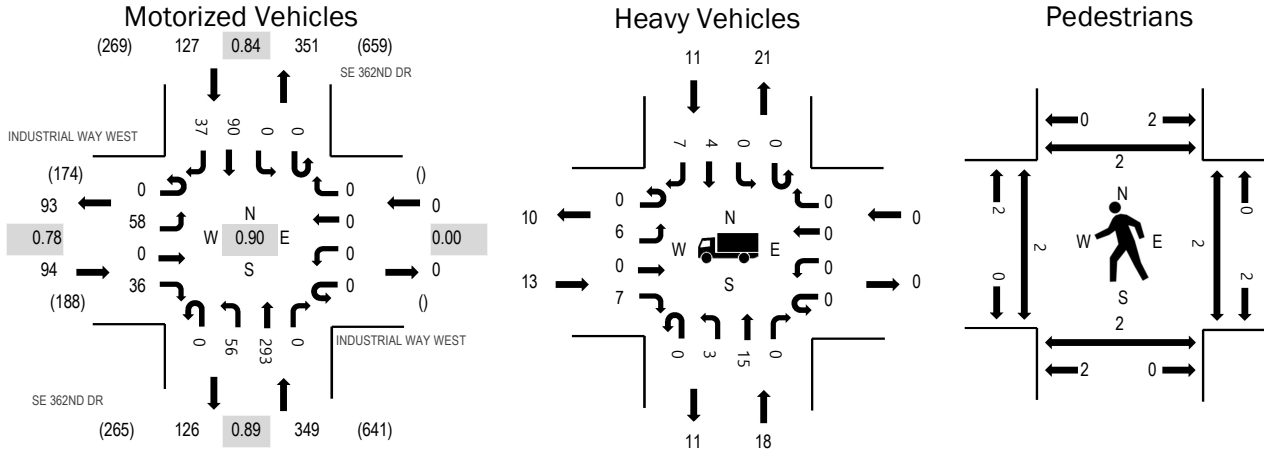 Motorized Vehicles
(269) 127 0.84 351 (659)
SE 362ND DR
37 90 0 0
INDUSTRIAL WAY WEST
(174)
93
0.78
94
(188)
0
58
0
36
N
W 0.90 E
S
0
0
0
0
()
0
0.00
0
()
0 56 293 0
INDUSTRIAL WAY WEST
SE 362ND DR
(265) 126 0.89 349 (641)
Heavy Vehicles
11 21
7 4 0 0
10
13
0
6
0
7
N
W E
S
0
0
0
0
0
0
0 3 15 0
11 18
Pedestrians
0 2
2
2
0
2
N
W E
S
2
0
2
2
2 0